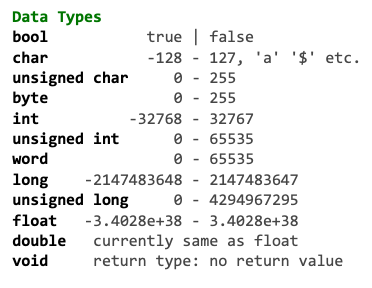 Data Types
bool true | false
char -128 - 127, 'a' '$' etc.
unsigned char 0 - 255
byte 0 - 255
int -32768 - 32767
unsigned int 0 - 65535
word 0 - 65535
long -2147483648 - 2147483647
unsigned long 0 - 4294967295
float -3.4028e+38 - 3.4028e+38
double currently same as float
void return type: no return value